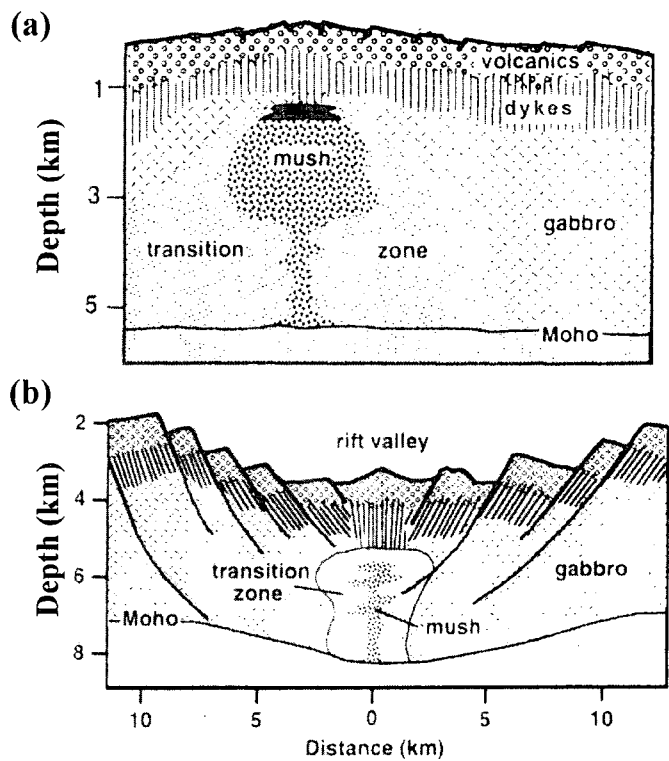 (a)
volcanics
dykes
1
mush
3
gabbro
transition zone
5
Moho
Depth (km)
(b)
2
rift valley
4
transition
zone
gabbro
6
mush
Moho
8
Depth (km)
10 5 0 5 10
Distance (km)